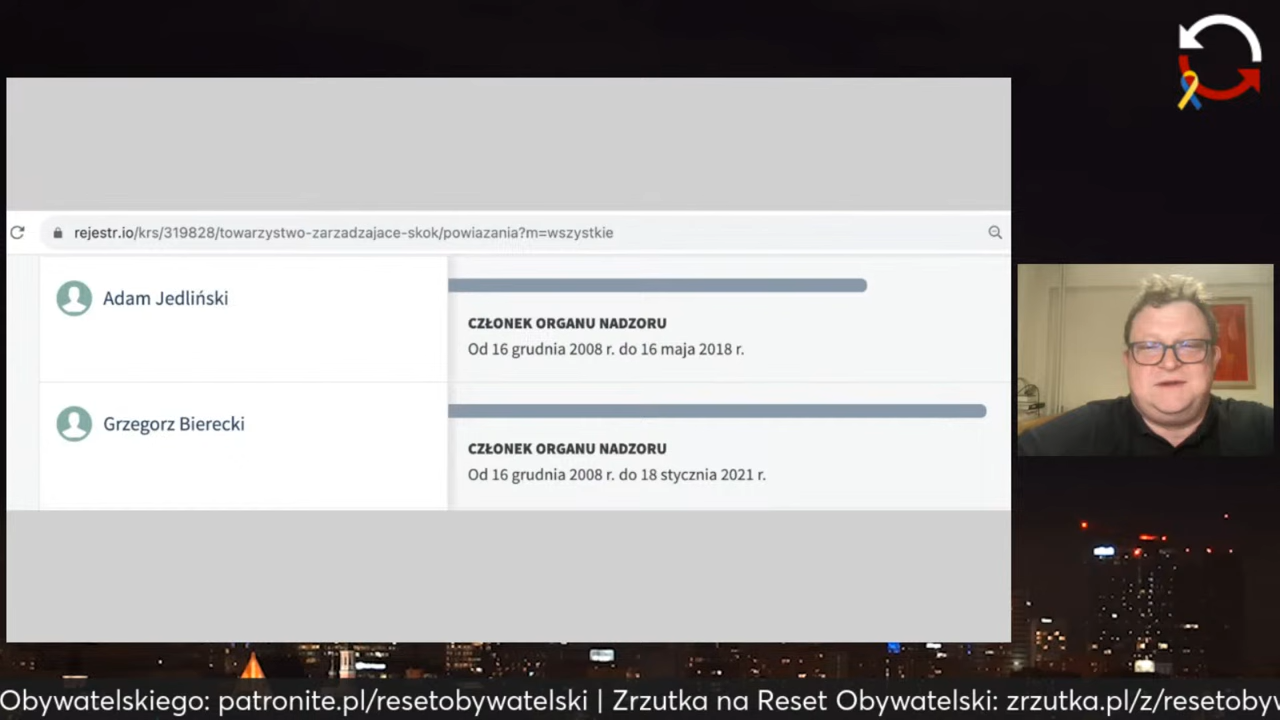 rejestr.io/krs/319828/towarzystwo-zarzadzajace-skok/powiazania?m=wszystkie
Adam Jedliński
CZŁONEK ORGANU NADZORU
Od 16 grudnia 2008 r. do 16 maja 2018 r.
Grzegorz Bierecki
CZŁONEK ORGANU NADZORU
Od 16 grudnia 2008 r. do 18 stycznia 2021 r.
Obywatelskiego: patronite.pl/resetobywatelski | Zrzutka na Reset Obywatelski: zrzutka.pl/z/resetobyw